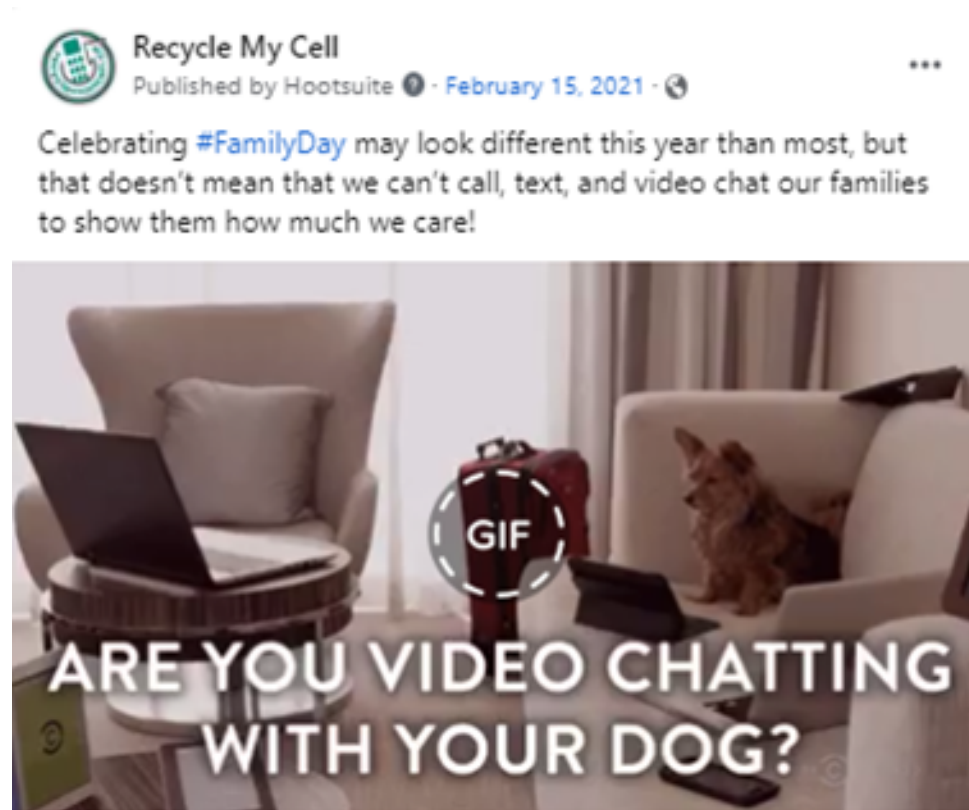 Recycle My Cell
Published by Hootsuite · February 15, 2021 ·
Celebrating #FamilyDay may look different this year than most, but
that doesn't mean that we can't call, text, and video chat our families
to show them how much we care!
GIF
ARE YOU VIDEO CHATTING
WITH YOUR DOG?